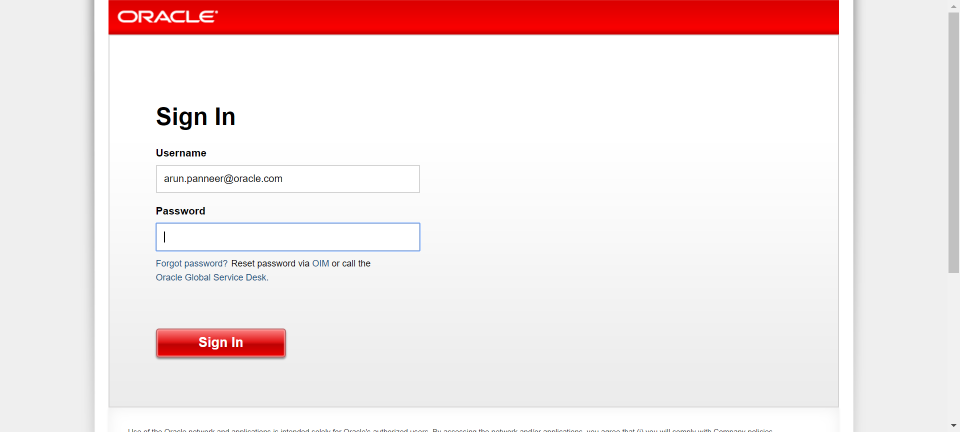 ORACLE
Sign In
Username
arun.panneer@oracle.com
Password
Forgot password? Reset password via OIM or call the
Oracle Global Service Desk.
Sign In
Use of the Oracle network and applications is intended solely for Oracle's authorized users. By accessing the network and/or applications, you agree that (i) you will comply with Company policies